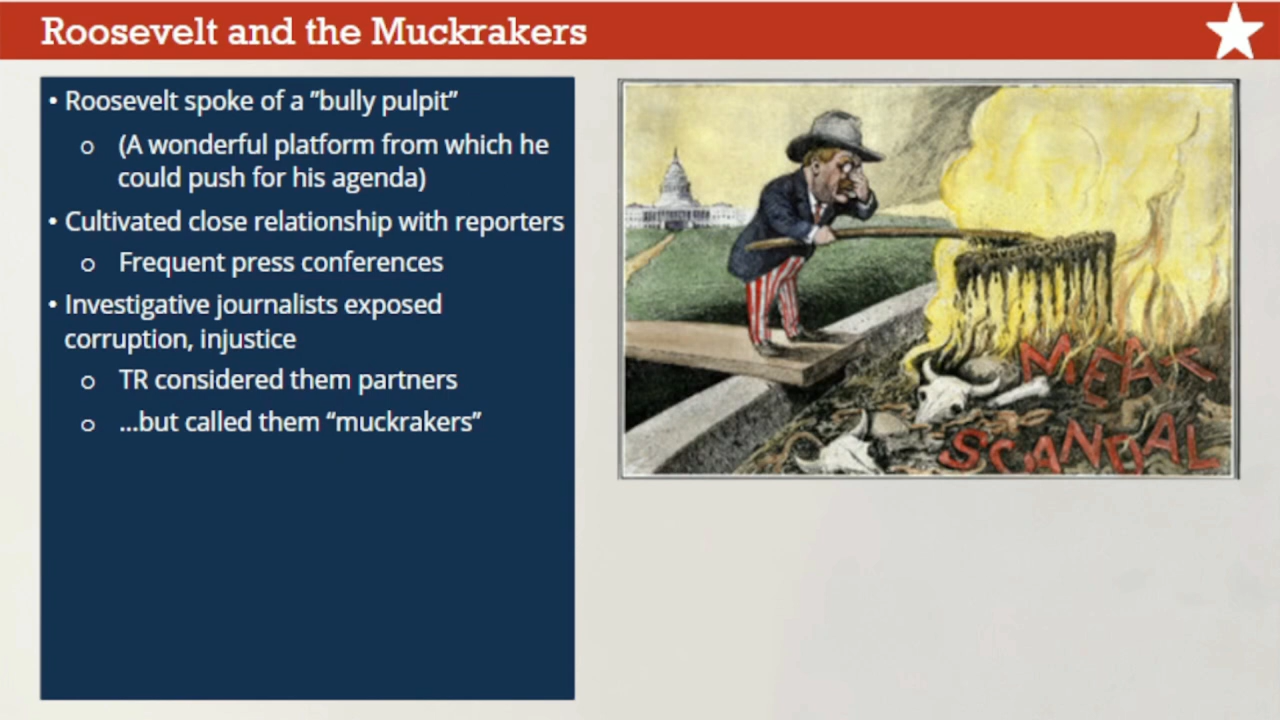 Roosevelt and the Muckrakers
• Roosevelt spoke of a ”bully pulpit”
o (A wonderful platform from which he
could push for his agenda)
• Cultivated close relationship with reporters
o Frequent press conferences
• Investigative journalists exposed
corruption, injustice
o TR considered them partners
o ...but called them “muckrakers”
MEAT
SCANDAL